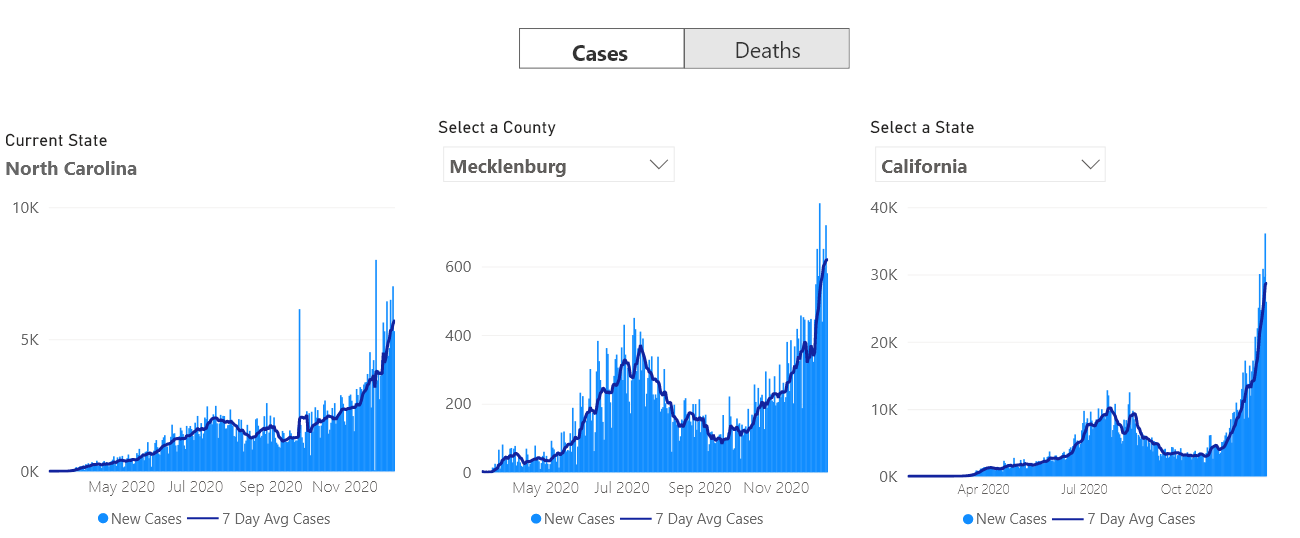 Cases Deaths
Current State
North Carolina
10K
5K
0K
May 2020 Jul 2020 Sep 2020 Nov 2020
New Cases 7 Day Avg Cases
Select a County
Mecklenburg
600
400
200
0
May 2020 Jul 2020 Sep 2020 Nov 2020
New Cases 7 Day Avg Cases
Select a State
California
40K
30K
20K
10K
0K
Apr 2020 Jul 2020 Oct 2020
New Cases 7 Day Avg Cases